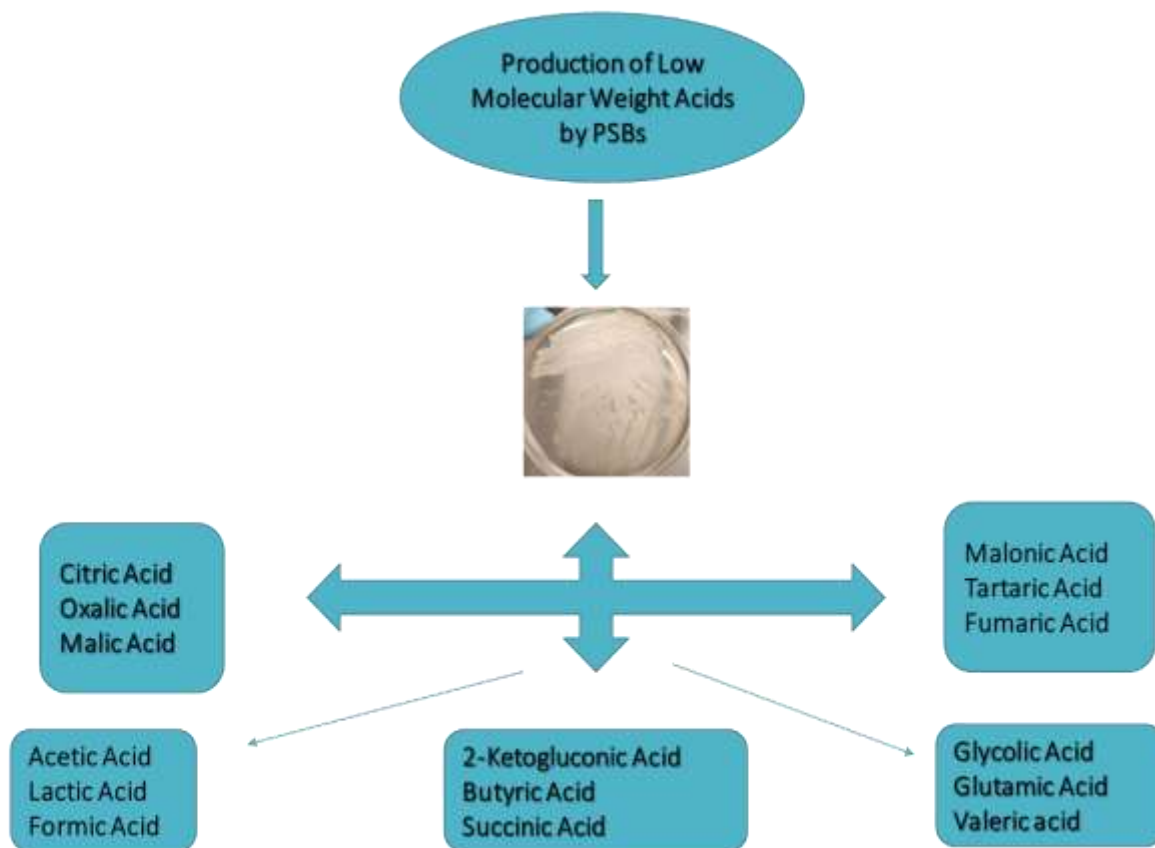 Production of Low
Molecular Weight Acids
by PSBs
Citric Acid
Oxalic Acid
Malic Acid
Malonic Acid
Tartaric Acid
Fumaric Acid
Acetic Acid
Lactic Acid
Formic Acid
2-Ketogluconic Acid
Butyric Acid
Succinic Acid
Glycolic Acid
Glutamic Acid
Valeric acid